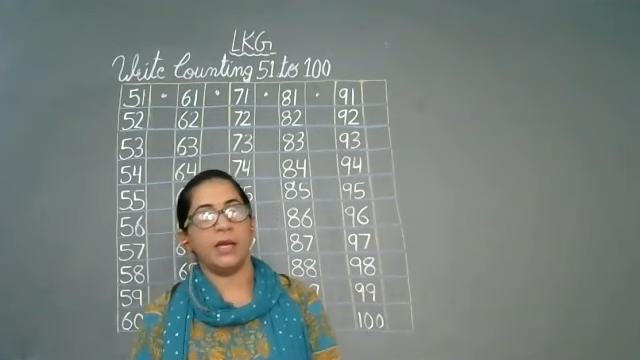 LKG
Write Counting 51 to 100
51 61 71 81 91
52 62 72 82 92
53 63 73 83 93
54 64 74 84 94
55 85 95
56 86 96
57 87 97
58 88 98
59 99
60 100